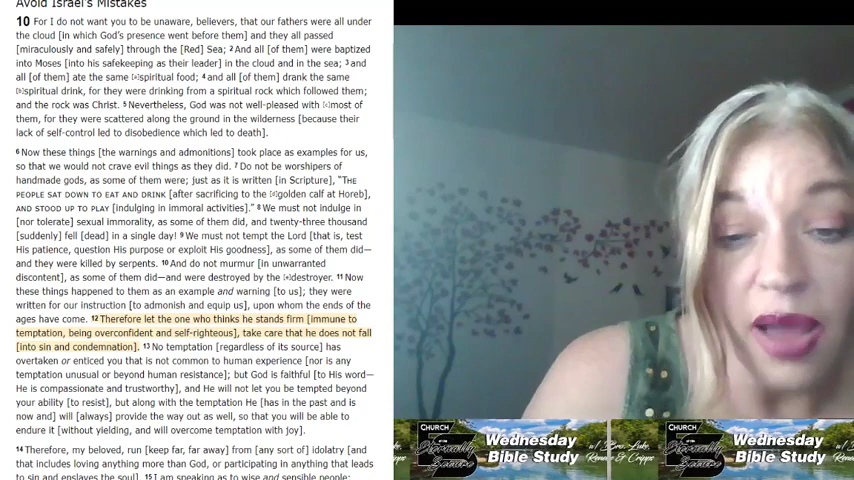 Avoid Israel's Mistakes
10 For I do not want you to be unaware, believers, that our fathers were all under
the cloud [in which God's presence went before them] and they all passed
[miraculously and safely] through the [Red] Sea; 2 And all [of them] were baptized
into Moses [into his safekeeping as their leader] in the cloud and in the sea; 3 and
all [of them] ate the same [a]spiritual food; 4 and all [of them] drank the same
[b]spiritual drink, for they were drinking from a spiritual rock which followed them;
and the rock was Christ. 5 Nevertheless, God was not well-pleased with [c]most of
them, for they were scattered along the ground in the wilderness [because their
lack of self-control led to disobedience which led to death].
6 Now these things [the warnings and admonitions] took place as examples for us,
so that we would not crave evil things as they did. 7 Do not be worshipers of
handmade gods, as some of them were; just as it is written [in Scripture], "THE
PEOPLE SAT DOWN TO EAT AND DRINK [after sacrificing to the [d]golden calf at Horeb],
AND STOOD UP TO PLAY [indulging in immoral activities]." 8 We must not indulge in
[nor tolerate] sexual immorality, as some of them did, and twenty-three thousand
[suddenly] fell [dead] in a single day! 9 We must not tempt the Lord [that is, test
His patience, question His purpose or exploit His goodness], as some of them did—
and they were killed by serpents. 10 And do not murmur [in unwarranted
discontent], as some of them did—and were destroyed by the [e]destroyer. 11 Now
these things happened to them as an example and warning [to us]; they were
written for our instruction [to admonish and equip us], upon whom the ends of the
ages have come. 12 Therefore let the one who thinks he stands firm [immune to
temptation, being overconfident and self-righteous], take care that he does not fall
[into sin and condemnation]. 13 No temptation [regardless of its source] has
overtaken or enticed you that is not common to human experience [nor is any
temptation unusual or beyond human resistance]; but God is faithful [to His word—
He is compassionate and trustworthy], and He will not let you be tempted beyond
your ability [to resist], but along with the temptation He [has in the past and is
now and] will [always] provide the way out as well, so that you will be able to
endure it [without yielding, and will overcome temptation with joy].
14 Therefore, my beloved, run [keep far, far away] from [any sort of] idolatry [and
that includes loving anything more than God, or participating in anything that leads
to sin and enslaves the soul]. 15 I am speaking as to wise and sensible people;
CHURCH
Eternally
Secure
Wednesday
Bible Study
w/ Bro. Luke,
Renee & Cripps
CHURCH
Eternally
Secure
Wednesday
Bible Study
w/ Bro. Luke,
Renee & Cripps